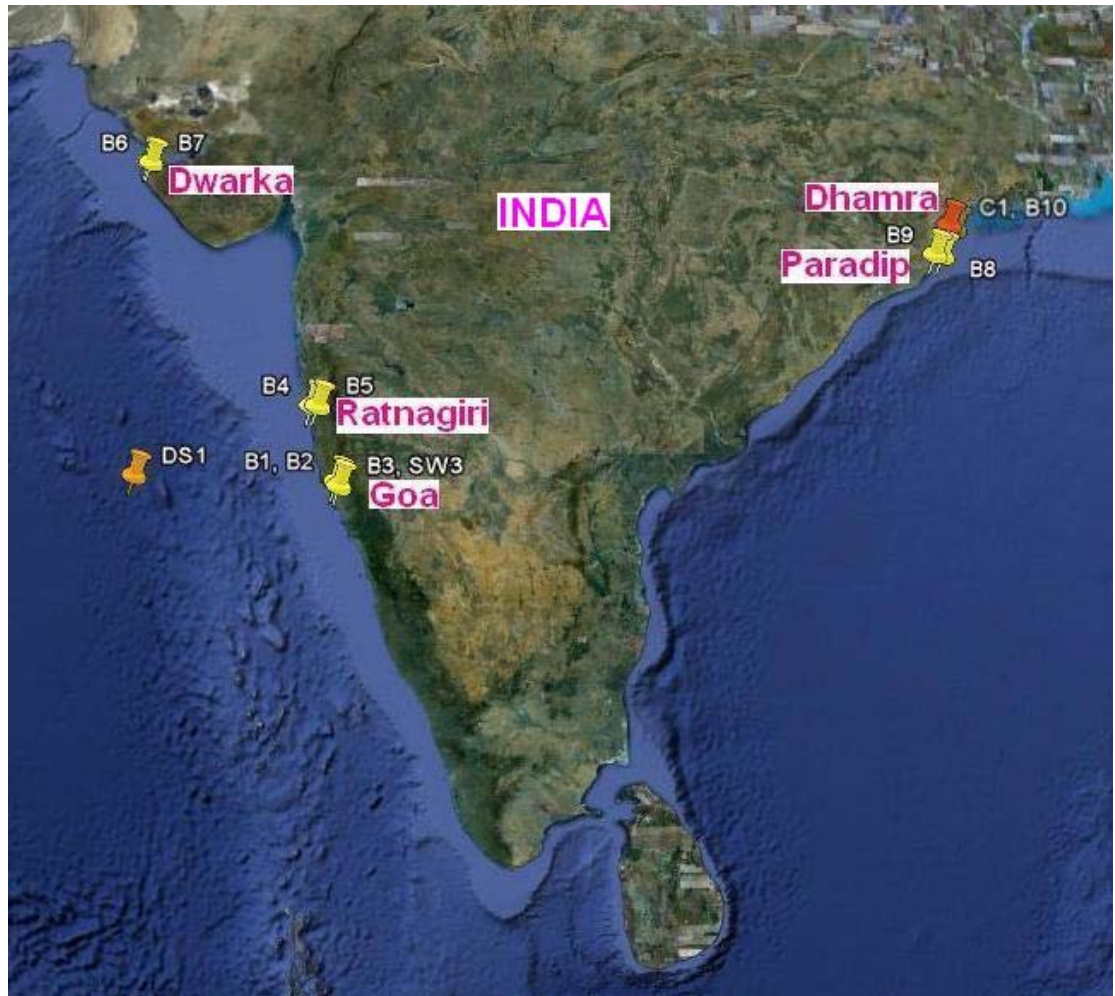 B6 B7
Dwarka
INDIA
Dhamra
C1, B10
B9
Paradip
B8
B4 B5
Ratnagiri
DS1
B1, B2 B3, SW3
Goa